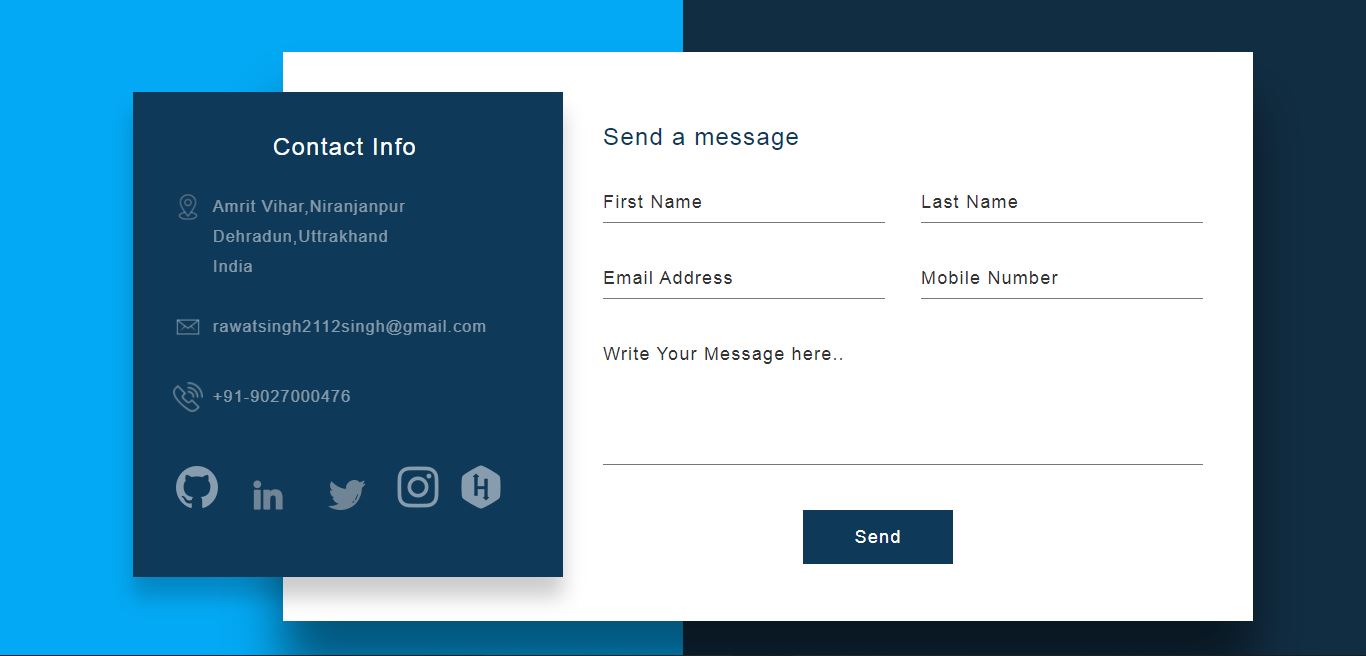 Contact Info
Amrit Vihar,Niranjanpur
Dehradun,Uttrakhand
India
rawatsingh2112singh@gmail.com
+91-9027000476
in
H
Send a message
First Name
Last Name
Email Address
Mobile Number
Write Your Message here..
Send